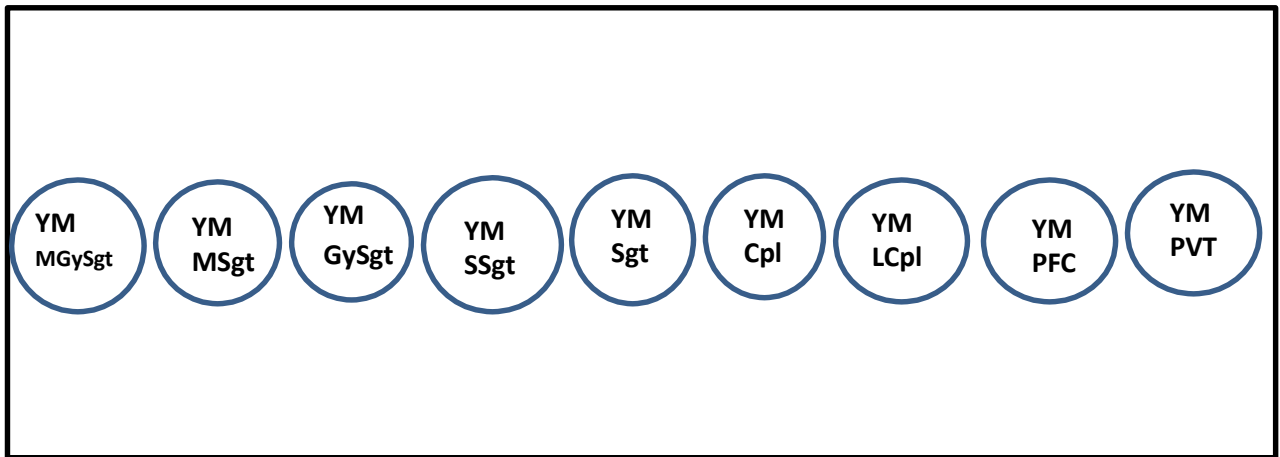 YM
MGySgt
YM
MSgt
YM
GySgt
YM
SSgt
YM
Sgt
YM
Cpl
YM
LCpl
YM
PFC
YM
PVT